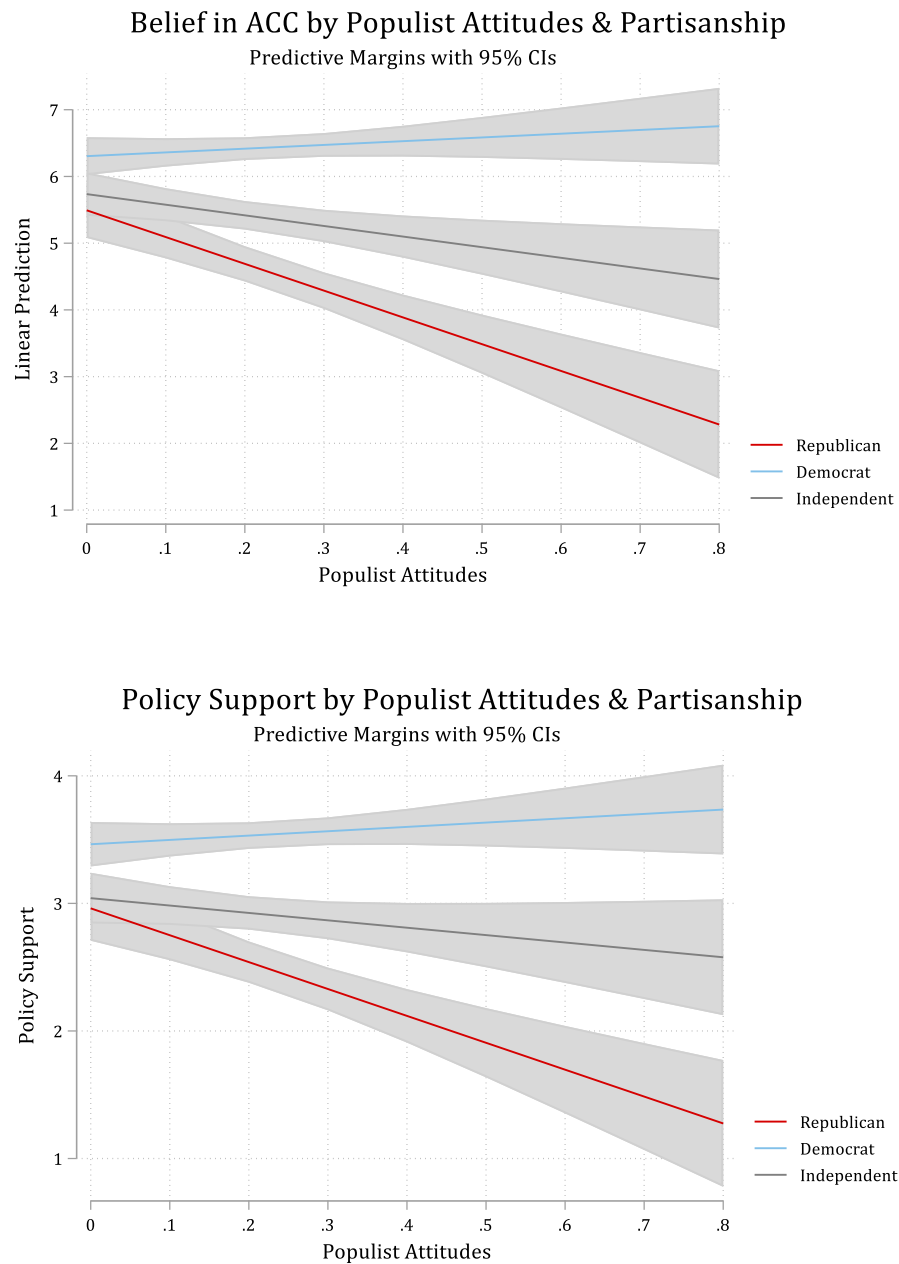 Belief in ACC by Populist Attitudes & Partisanship
Predictive Margins with 95% CIs
Linear Prediction
7
6
5
4
3
2
1
0 .1 .2 .3 .4 .5 .6 .7 .8
Populist Attitudes
Republican
Democrat
Independent
Policy Support by Populist Attitudes & Partisanship
Predictive Margins with 95% CIs
Policy Support
4
3
2
1
0 .1 .2 .3 .4 .5 .6 .7 .8
Populist Attitudes
Republican
Democrat
Independent